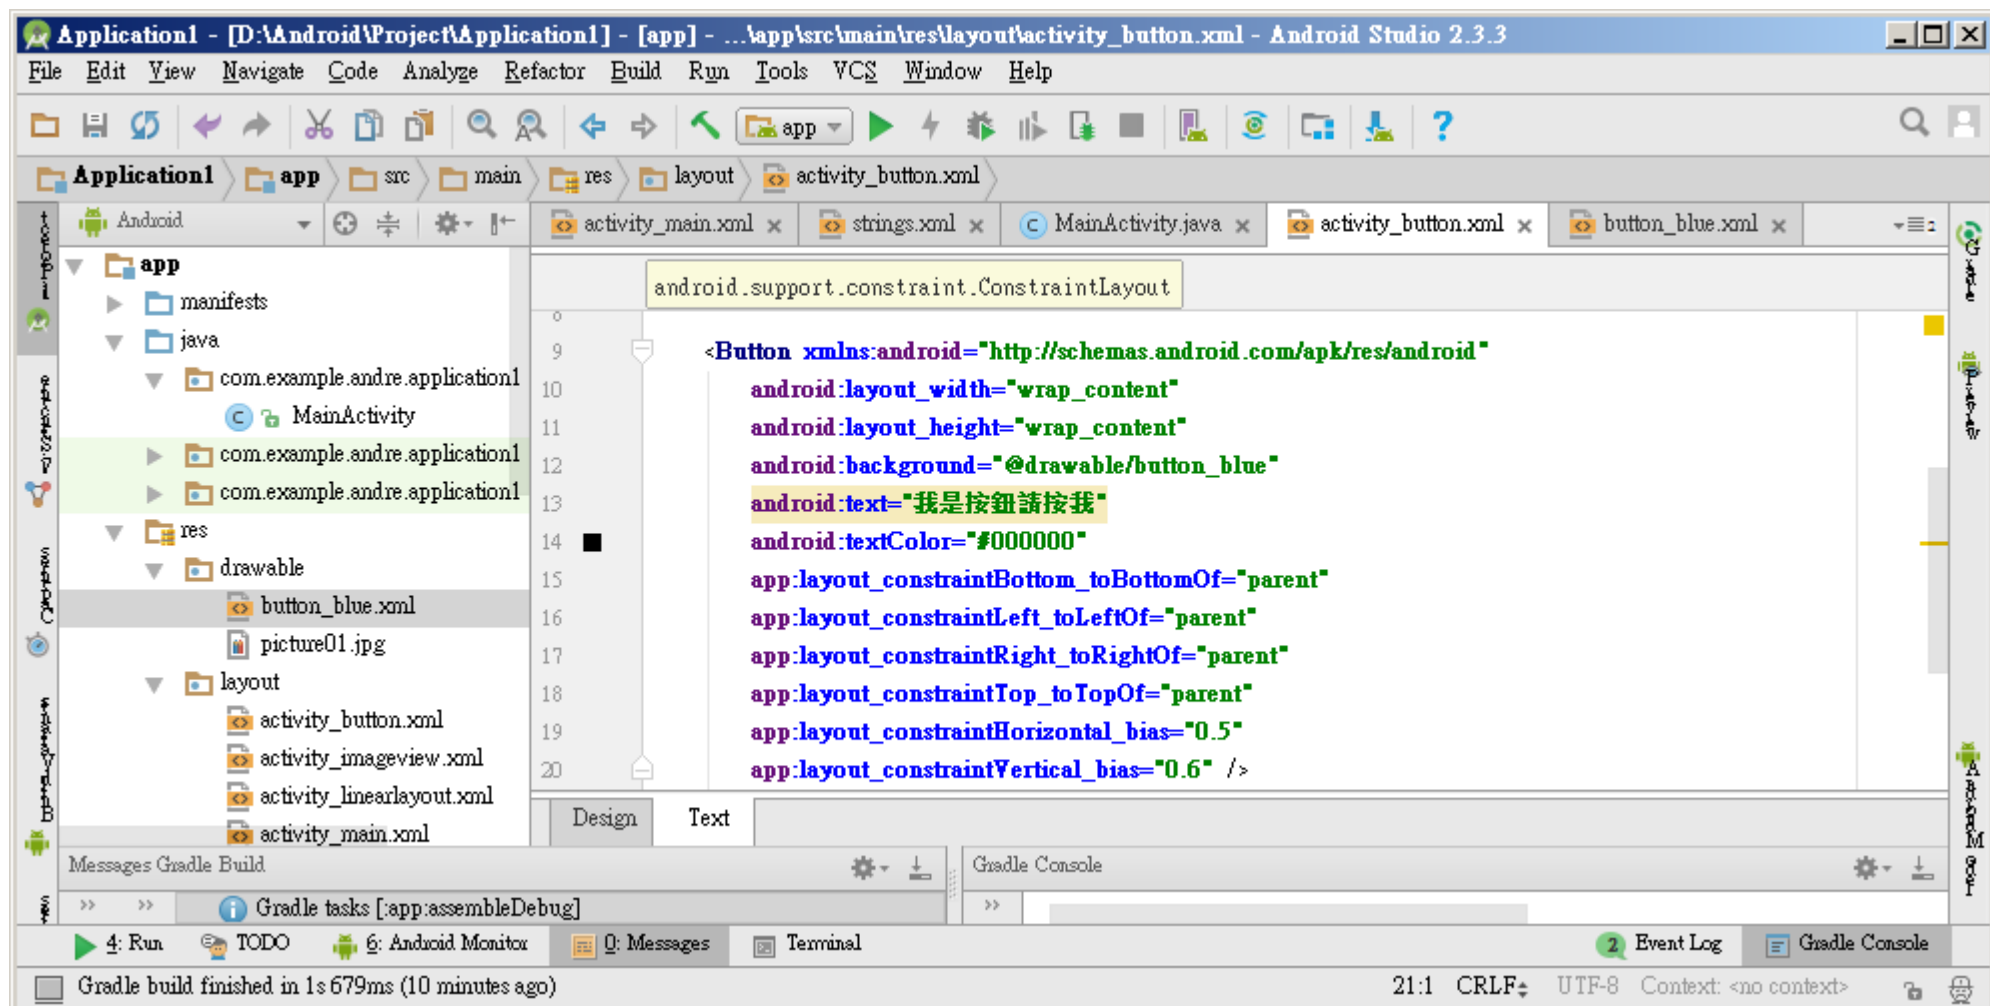 Application1 - [D:\Android\Project\Application1] - [app] - ...\app\src\main\res\layout\activity_button.xml - Android Studio 2.3.3
File Edit View Navigate Code Analyze Refactor Build Run Tools VCS Window Help
app
Application1 app src main res layout activity_button.xml
Android
activity_main.xml strings.xml MainActivity.java activity_button.xml button_blue.xml
app
manifests
java
com.example.andre.application1
MainActivity
com.example.andre.application1
com.example.andre.application1
res
drawable
button_blue.xml
picture01.jpg
layout
activity_button.xml
activity_imageview.xml
activity_linearlayout.xml
activity_main.xml
android.support.constraint.ConstraintLayout
8
9 <Button xmlns:android="http://schemas.android.com/apk/res/android"
10 android:layout_width="wrap_content"
11 android:layout_height="wrap_content"
12 android:background="@drawable/button_blue"
13 android:text="我是按鈕請按我"
14 android:textColor="#000000"
15 app:layout_constraintBottom_toBottomOf="parent"
16 app:layout_constraintLeft_toLeftOf="parent"
17 app:layout_constraintRight_toRightOf="parent"
18 app:layout_constraintTop_toTopOf="parent"
19 app:layout_constraintHorizontal_bias="0.5"
20 app:layout_constraintVertical_bias="0.6" />
Design Text
Messages Gradle Build
Gradle Console
Gradle tasks [:app:assembleDebug]
4: Run TODO 6: Android Monitor 0: Messages Terminal 2 Event Log Gradle Console
Gradle build finished in 1s 679ms (10 minutes ago) 21:1 CRLF UTF-8 Context: <no context>